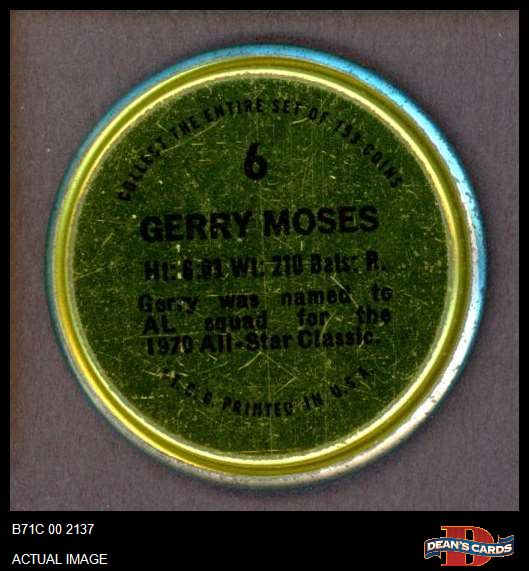 COLLECT THE ENTIRE SET OF 153 COINS
6
GERRY MOSES
Ht: 6.03 Wt: 210 Bats: R.
Gerry was named to
AL squad for the
1970 All-Star Classic.
T.C.G. PRINTED IN U.S.A.
B71C 00 2137
ACTUAL IMAGE
D
DEAN'S CARDS